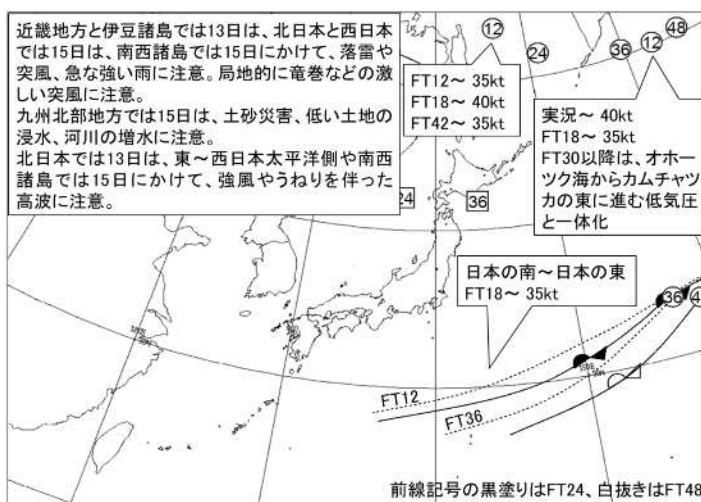 近畿地方と伊豆諸島では13日は、北日本と西日本
では15日は、南西諸島では15日にかけて、落雷や
突風、急な強い雨に注意。局地的に竜巻などの激
しい突風に注意。
九州北部地方では15日は、土砂災害、低い土地の
浸水、河川の増水に注意。
北日本では13日は、東～西日本太平洋側や南西
諸島では15日にかけて、強風やうねりを伴った
高波に注意。
12
24
36
12
48
FT12～ 35kt
FT18～ 40kt
FT42～ 35kt
実況～ 40kt
FT18～ 35kt
FT30以降は、オホー
ツク海からカムチャツ
カの東に進む低気圧
と一体化
24
36
日本の南～日本の東
FT18～ 35kt
36
FT12
FT36
前線記号の黒塗りはFT24、白抜きはFT48